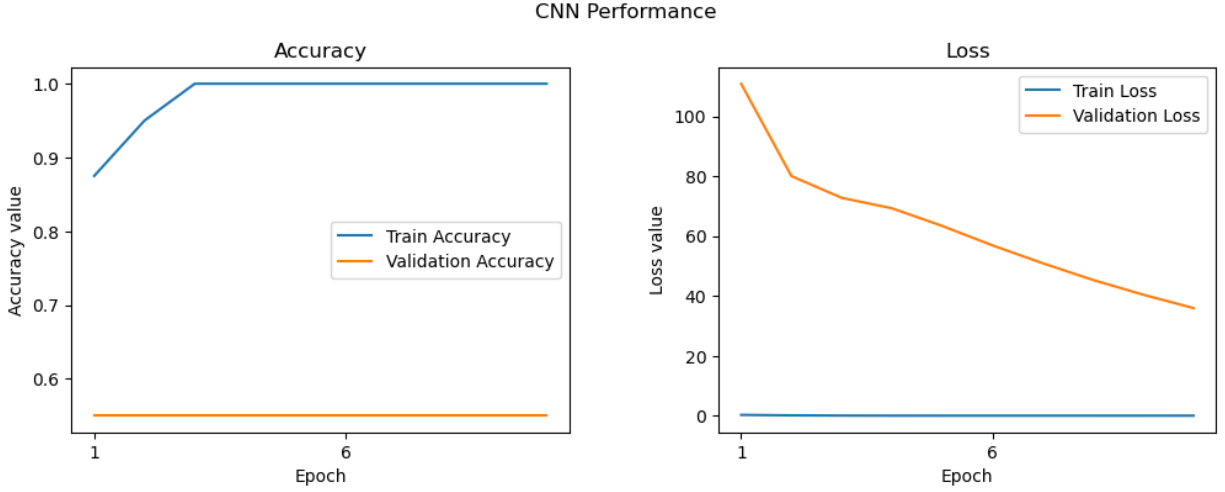 CNN Performance
Accuracy
Accuracy value
1.0
0.9
0.8
0.7
0.6
Train Accuracy
Validation Accuracy
1
6
Epoch
Loss
Loss value
100
80
60
40
20
0
Train Loss
Validation Loss
1
6
Epoch